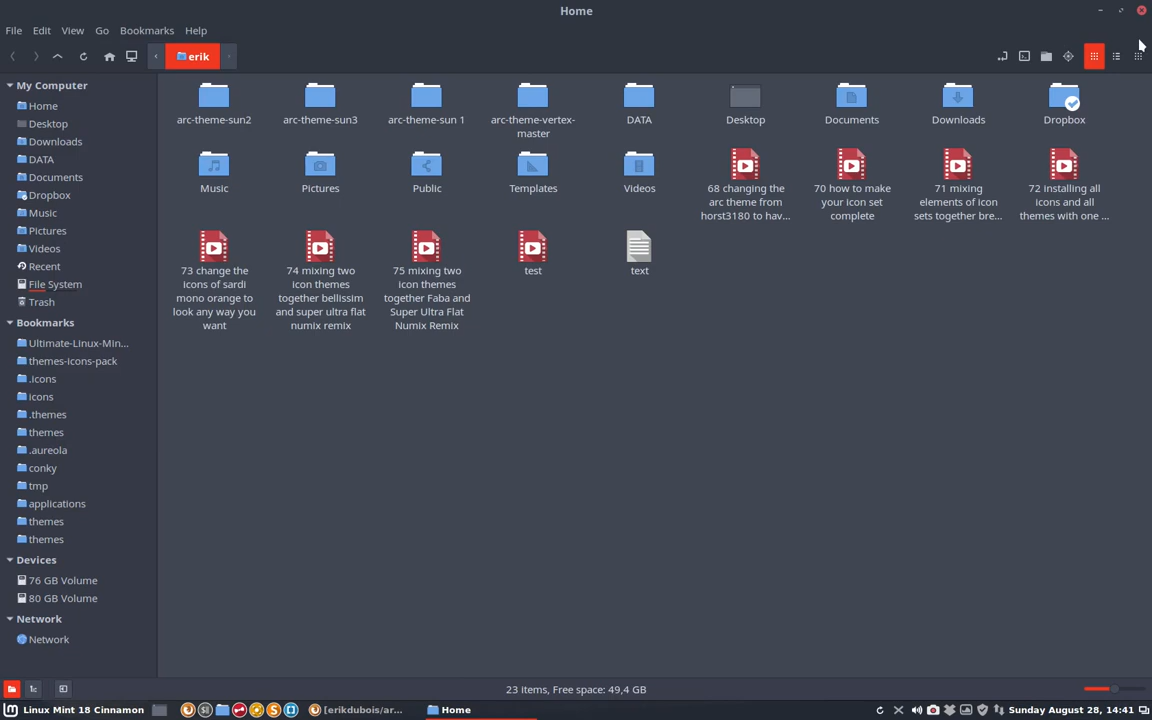 Home
File Edit View Go Bookmarks Help
erik
My Computer
Home
Desktop
Downloads
DATA
Documents
Dropbox
Music
Pictures
Videos
Recent
File System
Trash
Bookmarks
Ultimate-Linux-Min...
themes-icons-pack
.icons
icons
.themes
themes
.aureola
conky
tmp
applications
themes
themes
Devices
76 GB Volume
80 GB Volume
Network
Network
arc-theme-sun2
arc-theme-sun3
arc-theme-sun 1
arc-theme-vertex-
master
DATA
Desktop
Documents
Downloads
Dropbox
Music
Pictures
Public
Templates
Videos
68 changing the
arc theme from
horst3180 to hav...
70 how to make
your icon set
complete
71 mixing
elements of icon
sets together bre...
72 installing all
icons and all
themes with one ...
73 change the
icons of sardi
mono orange to
look any way you
want
74 mixing two
icon themes
together bellissim
and super ultra flat
numix remix
75 mixing two
icon themes
together Faba and
Super Ultra Flat
Numix Remix
test
text
23 items, Free space: 49,4 GB
Linux Mint 18 Cinnamon
[erikdubois/ar...
Home
Sunday August 28, 14:41